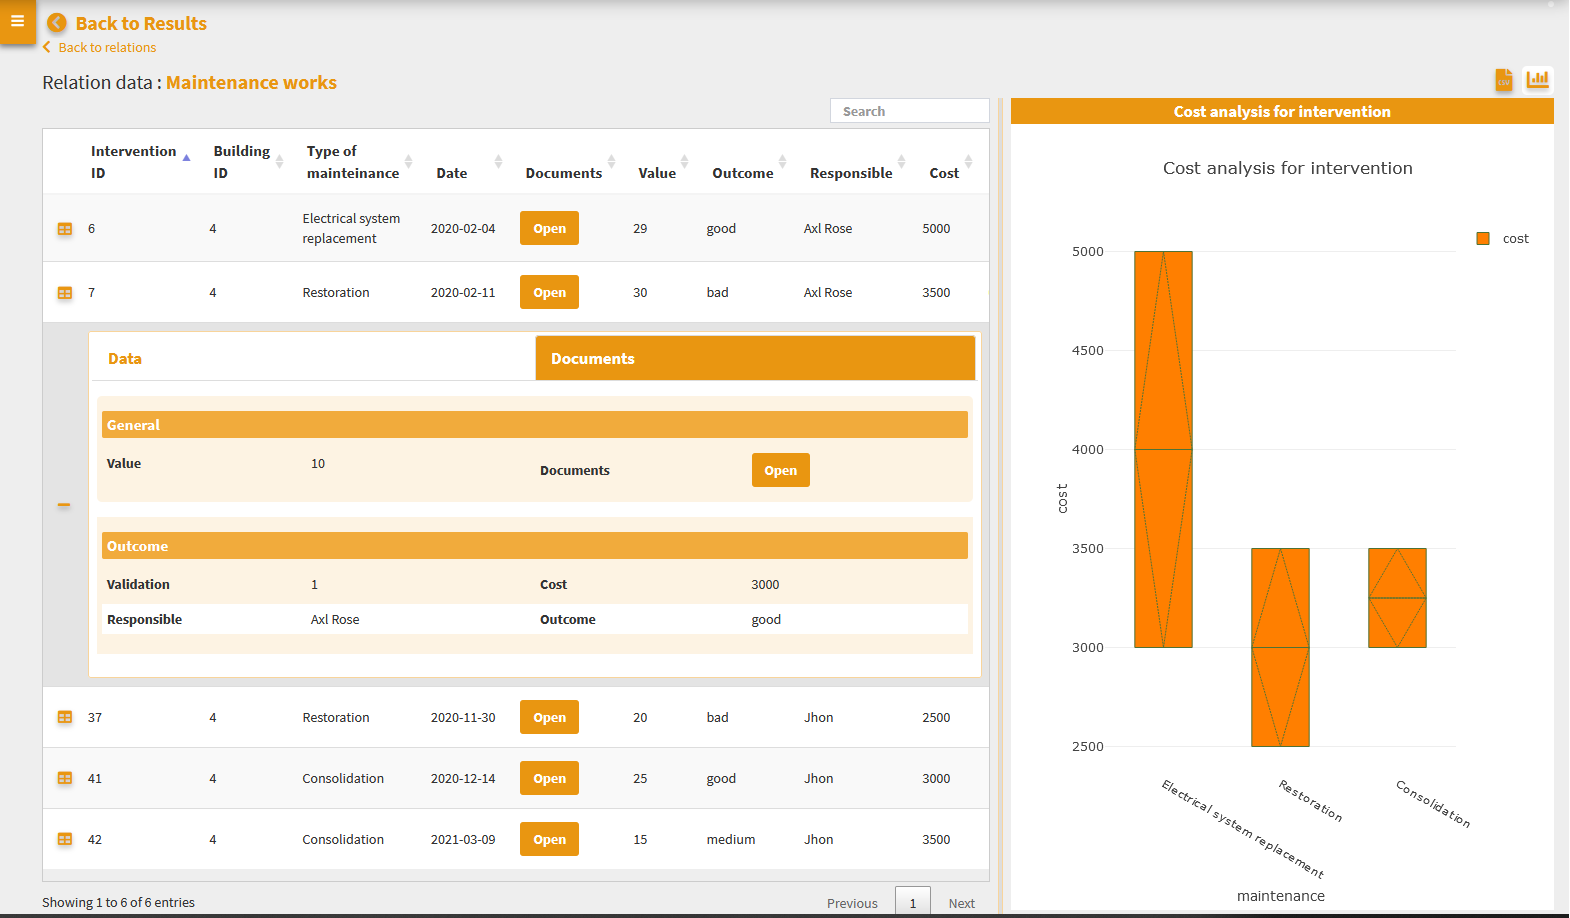 Back to Results
Back to relations
Relation data : Maintenance works
CSV
Search
Intervention ID
Building ID
Type of mainteinance
Date
Documents
Value
Outcome
Responsible
Cost
6 4 Electrical system replacement 2020-02-04 Open 29 good Axl Rose 5000
7 4 Restoration 2020-02-11 Open 30 bad Axl Rose 3500
Data
Documents
General
Value 10 Documents Open
Outcome
Validation 1 Cost 3000
Responsible Axl Rose Outcome good
37 4 Restoration 2020-11-30 Open 20 bad Jhon 2500
41 4 Consolidation 2020-12-14 Open 25 good Jhon 3000
42 4 Consolidation 2021-03-09 Open 15 medium Jhon 3500
Showing 1 to 6 of 6 entries
Previous 1 Next
Cost analysis for intervention
Cost analysis for intervention
cost
5000
4500
4000
3500
3000
2500
cost
Electrical system replacement
Restoration
Consolidation
maintenance